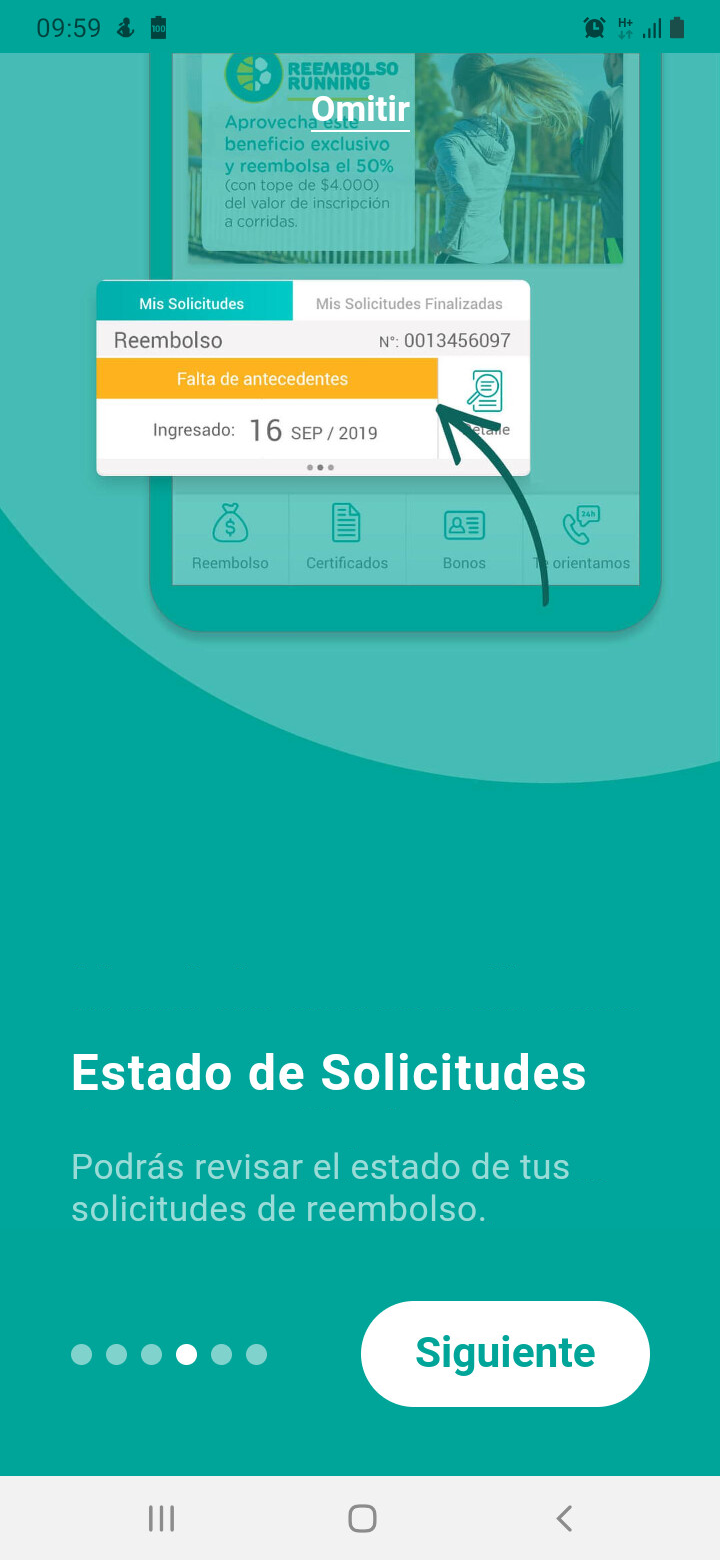 09:59
100
H+
REEMBOLSO
RUNNING
Omitir
Aprovecha este
beneficio exclusivo
y reembolsa el 50%
(con tope de $4.000)
del valor de inscripción
a corridas.
Mis Solicitudes
Mis Solicitudes Finalizadas
Reembolso
N°: 0013456097
Falta de antecedentes
Ingresado: 16 SEP / 2019
Detalle
24h
Reembolso
Certificados
Bonos
Te orientamos
Estado de Solicitudes
Podrás revisar el estado de tus
solicitudes de reembolso.
Siguiente